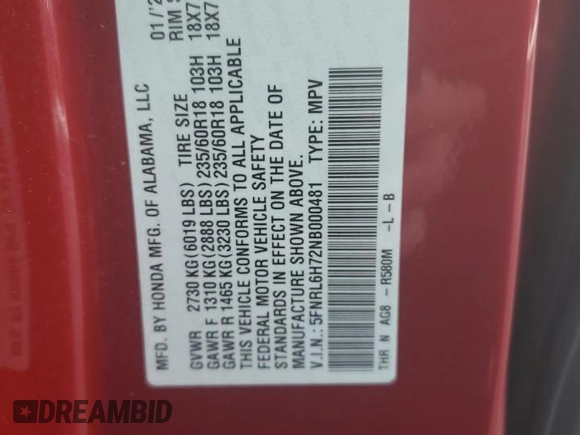 MFD. BY HONDA MFG. OF ALABAMA, LLC 01/'2
GVWR 2730 KG(6019 LBS) TIRE SIZE RIM S
GAWR F 1310 KG(2888 LBS)235/60R18 103H 18X7
GAWR R 1465 KG(3230 LBS)235/60R18 103H 18X7
THIS VEHICLE CONFORMS TO ALL APPLICABLE
FEDERAL MOTOR VEHICLE SAFETY
STANDARDS IN EFFECT ON THE DATE OF
MANUFACTURE SHOWN ABOVE.
V.I.N.: 5FNRL6H72NB000481 TYPE: MPV
THR N AG8 -R580M -L-B
DREAMBID